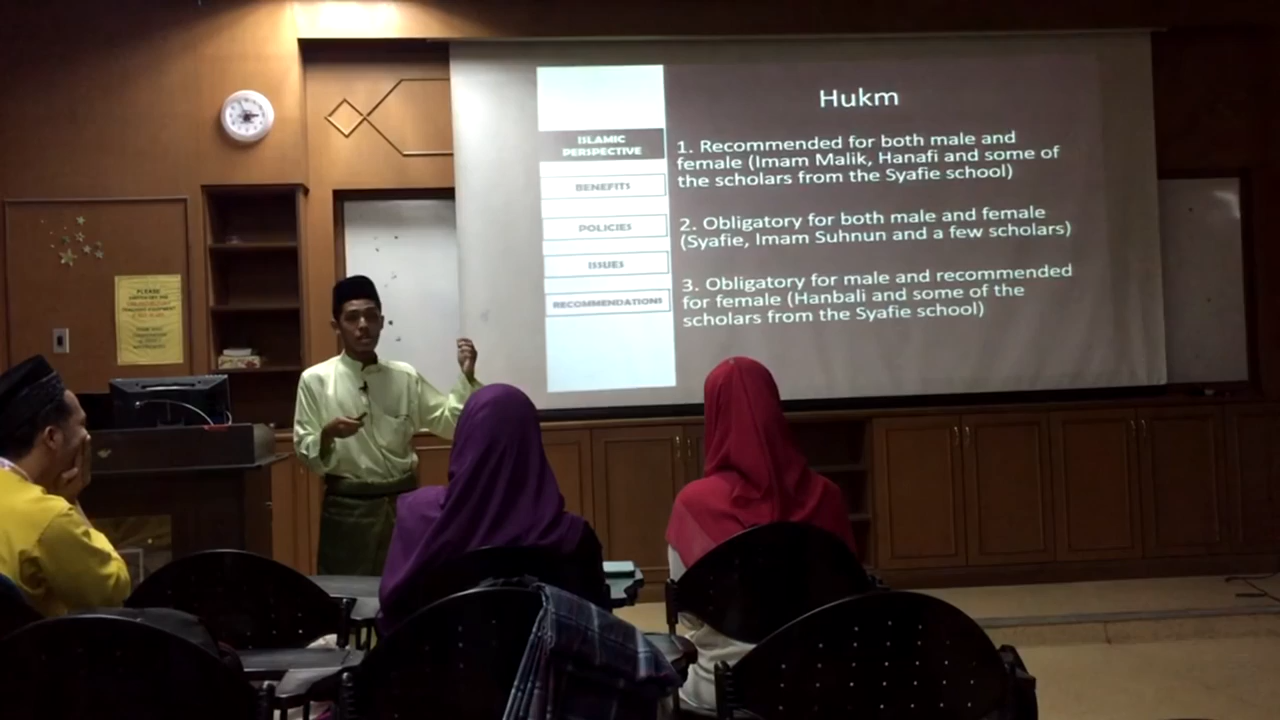 Hukm
ISLAMIC
PERSPECTIVE
BENEFITS
POLICIES
ISSUES
RECOMMENDATIONS
1. Recommended for both male and
female (Imam Malik, Hanafi and some of
the scholars from the Syafie school)
2. Obligatory for both male and female
(Syafie, Imam Suhnun and a few scholars)
3. Obligatory for male and recommended
for female (Hanbali and some of the
scholars from the Syafie school)
PLEASE